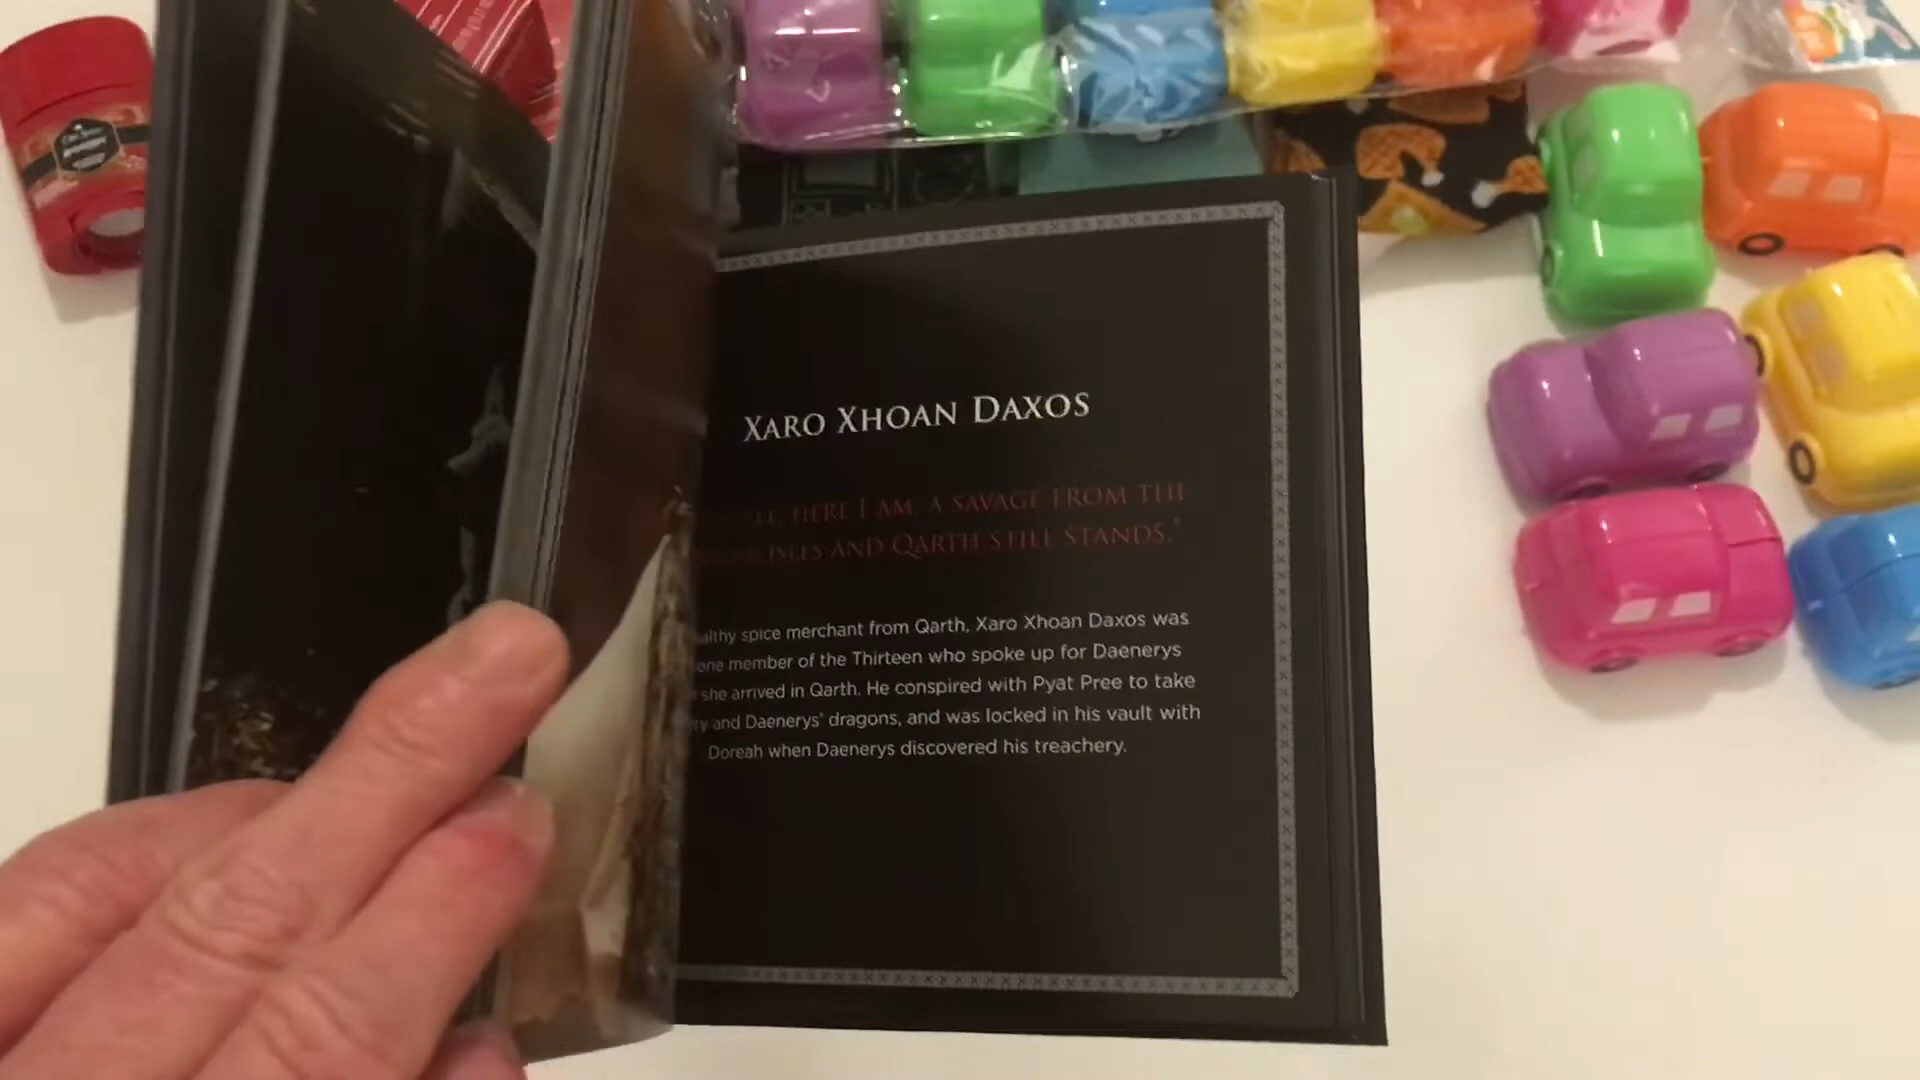 XARO XHOAN DAXOS
HERE I AM, A SAVAGE FROM THE
ISLES AND QARTH STILL STANDS."
spice merchant from Qarth, Xaro Xhoan Daxos was
one member of the Thirteen who spoke up for Daenerys
she arrived in Qarth. He conspired with Pyat Pree to take
and Daenerys' dragons, and was locked in his vault with
Doreah when Daenerys discovered his treachery.